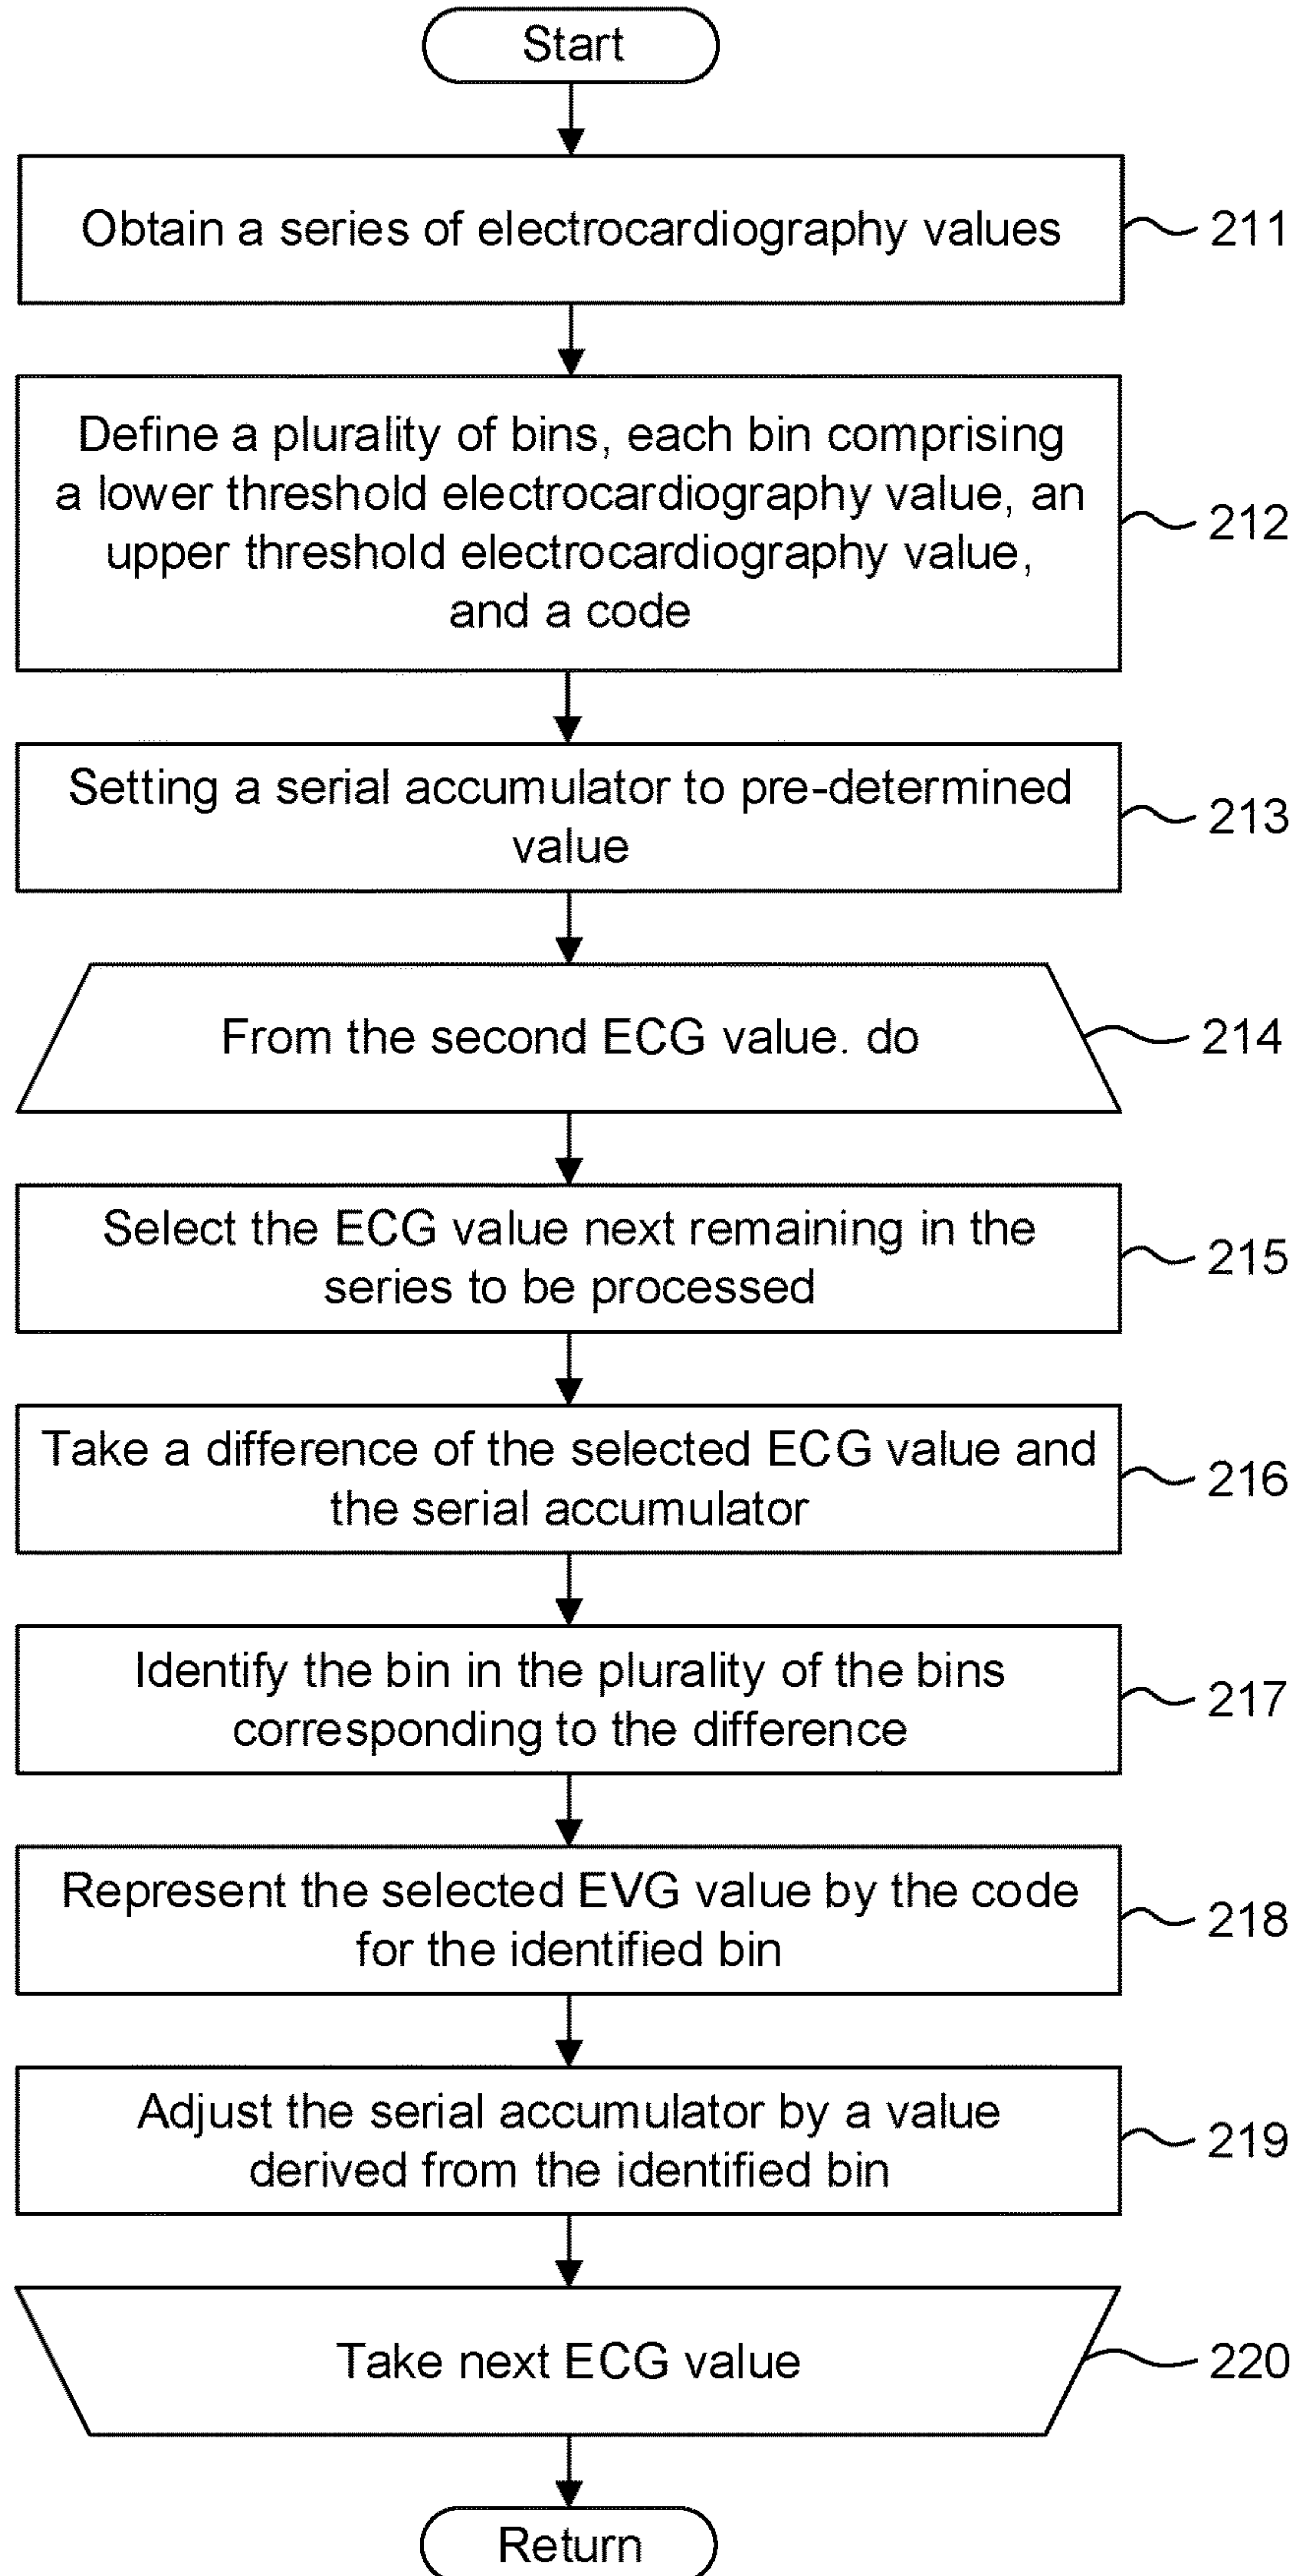 Start
Obtain a series of electrocardiography values
211
Define a plurality of bins, each bin comprising
a lower threshold electrocardiography value, an
upper threshold electrocardiography value,
and a code
212
Setting a serial accumulator to pre-determined
value
213
From the second ECG value. do
214
Select the ECG value next remaining in the
series to be processed
215
Take a difference of the selected ECG value and
the serial accumulator
216
Identify the bin in the plurality of the bins
corresponding to the difference
217
Represent the selected EVG value by the code
for the identified bin
218
Adjust the serial accumulator by a value
derived from the identified bin
219
Take next ECG value
220
Return